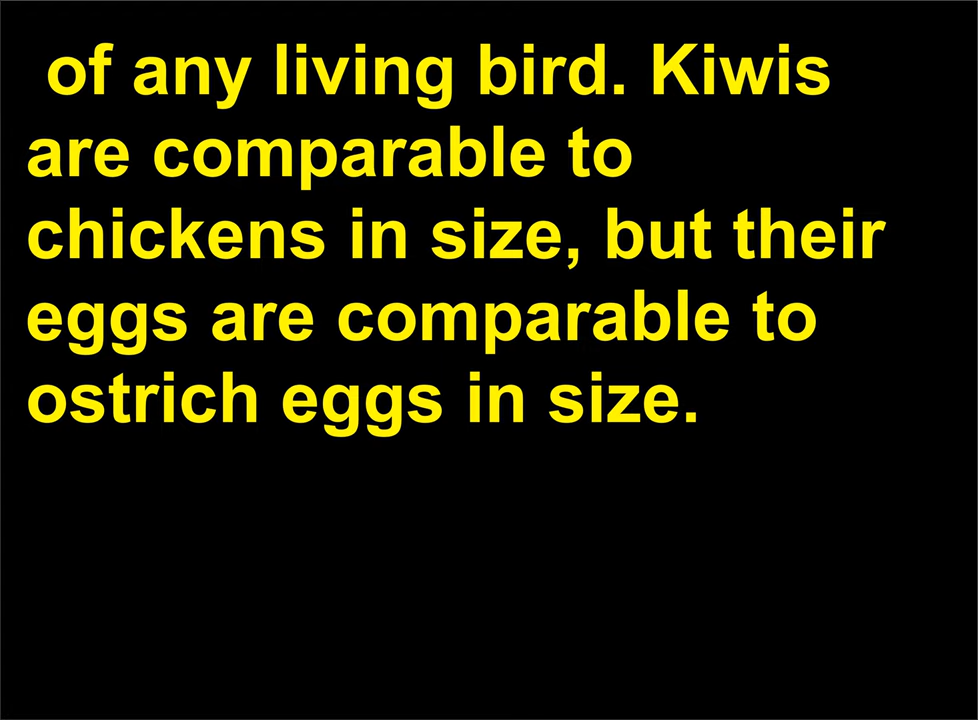 of any living bird. Kiwis
are comparable to
chickens in size, but their
eggs are comparable to
ostrich eggs in size.